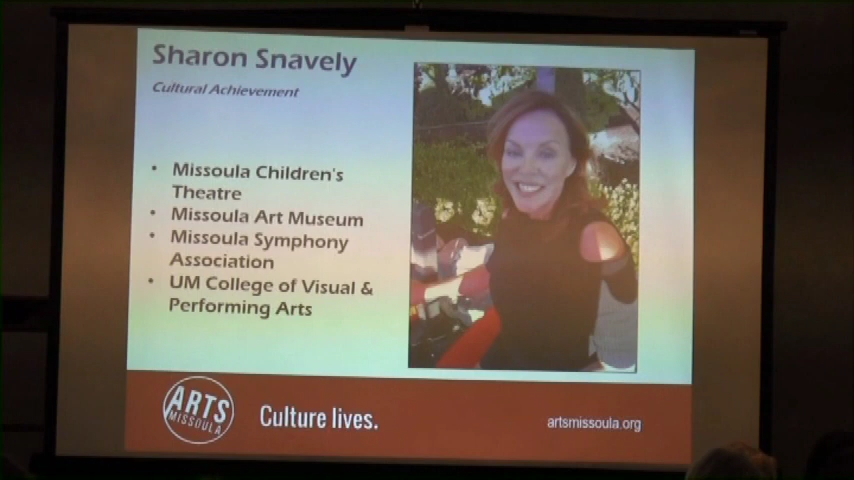 Sharon Snavely
Cultural Achievement
• Missoula Children's
Theatre
• Missoula Art Museum
• Missoula Symphony
Association
• UM College of Visual &
Performing Arts
ARTS
MISSOULA
Culture lives.
artsmissoula.org